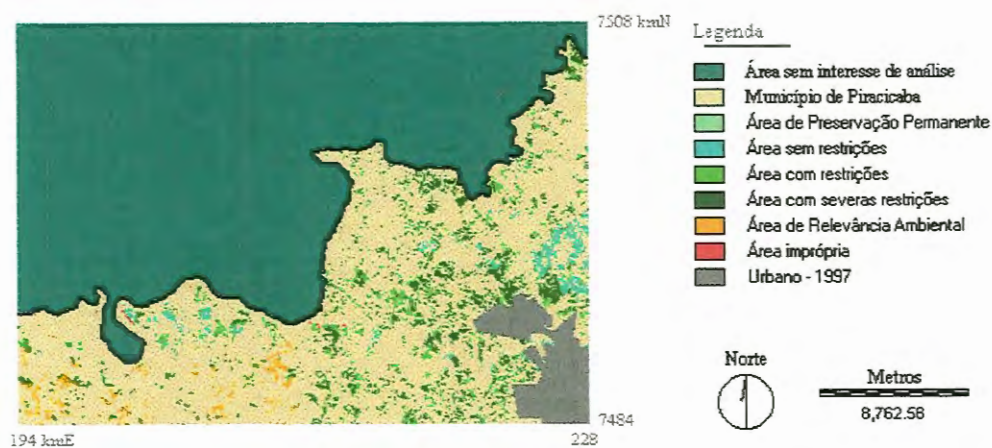 7508 kmN
Legenda
Área sem interesse de análise
Município de Piracicaba
Área de Preservação Permanente
Área sem restrições
Área com restrições
Área com severas restrições
Área de Relevância Ambiental
Área imprópria
Urbano - 1997
Norte
Metros
8,762.58
7484
194 kmE
228